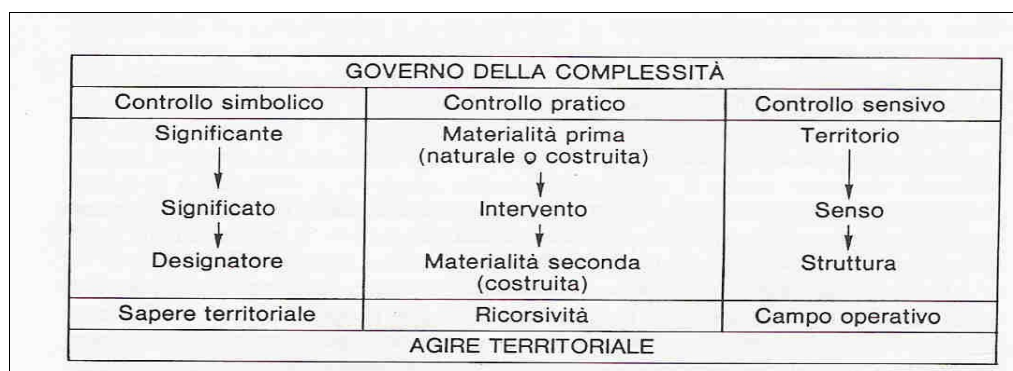 GOVERNO DELLA COMPLESSITÀ
Controllo simbolico Controllo pratico Controllo sensivo
Significante Materialità prima Territorio
(naturale o costruita)
Significato Intervento Senso
Designatore Materialità seconda Struttura
(costruita)
Sapere territoriale Ricorsività Campo operativo
AGIRE TERRITORIALE